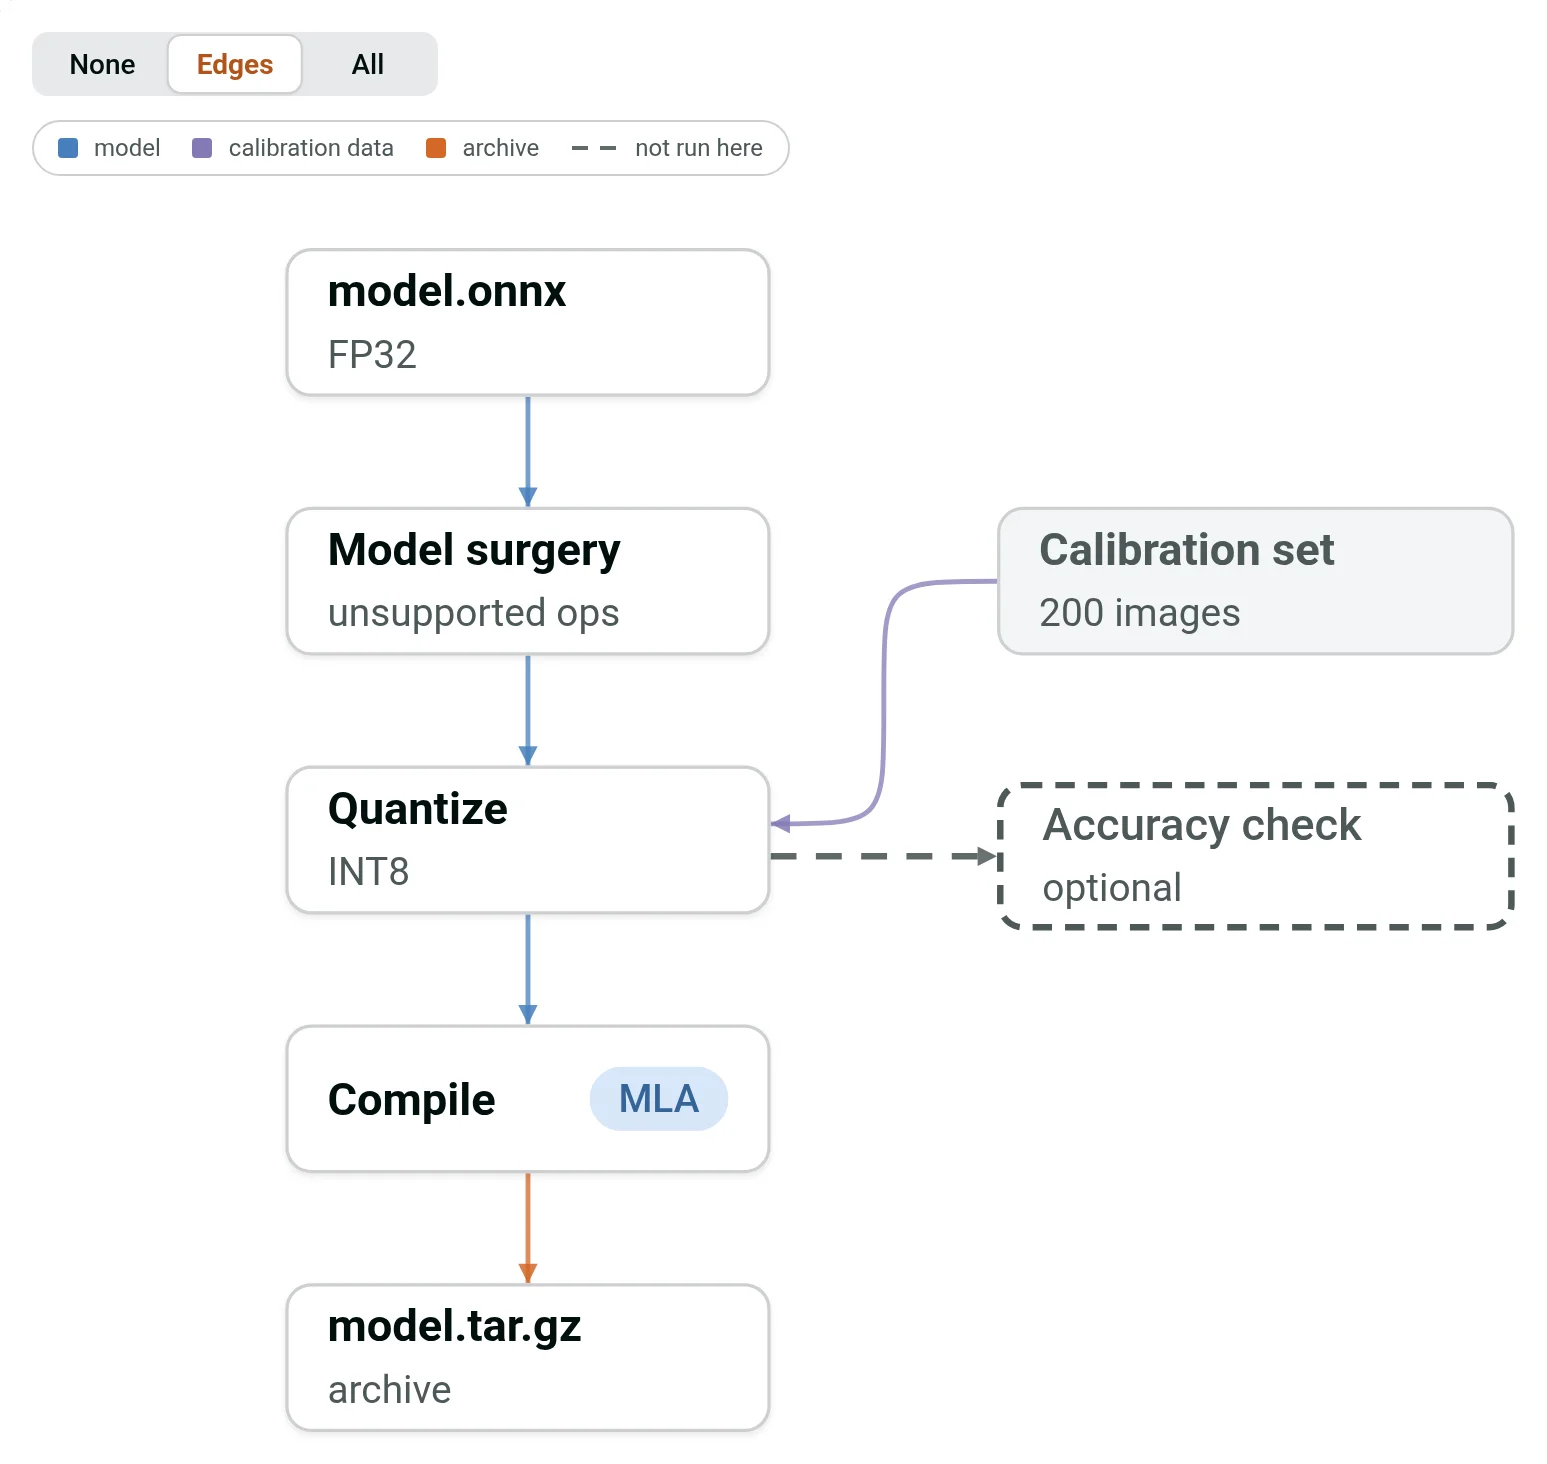 None Edges All
model calibration data archive not run here
model.onnx
FP32
Model surgery
unsupported ops
Calibration set
200 images
Quantize
INT8
Accuracy check
optional
Compile MLA
model.tar.gz
archive